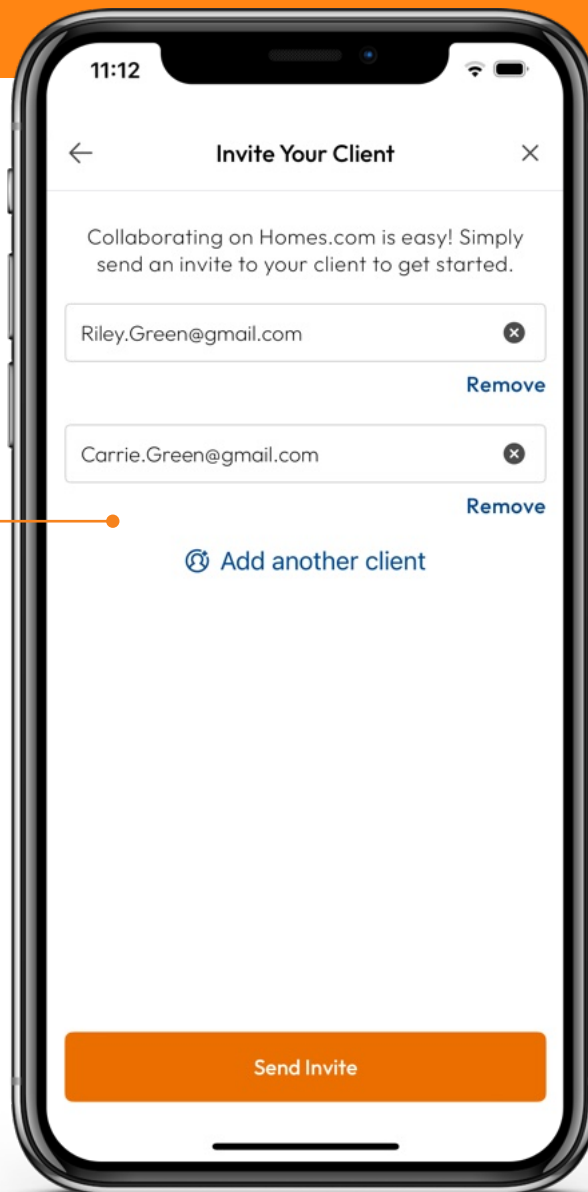 11:12
Invite Your Client
Collaborating on Homes.com is easy! Simply
send an invite to your client to get started.
Riley.Green@gmail.com
Remove
Carrie.Green@gmail.com
Remove
Add another client
Send Invite